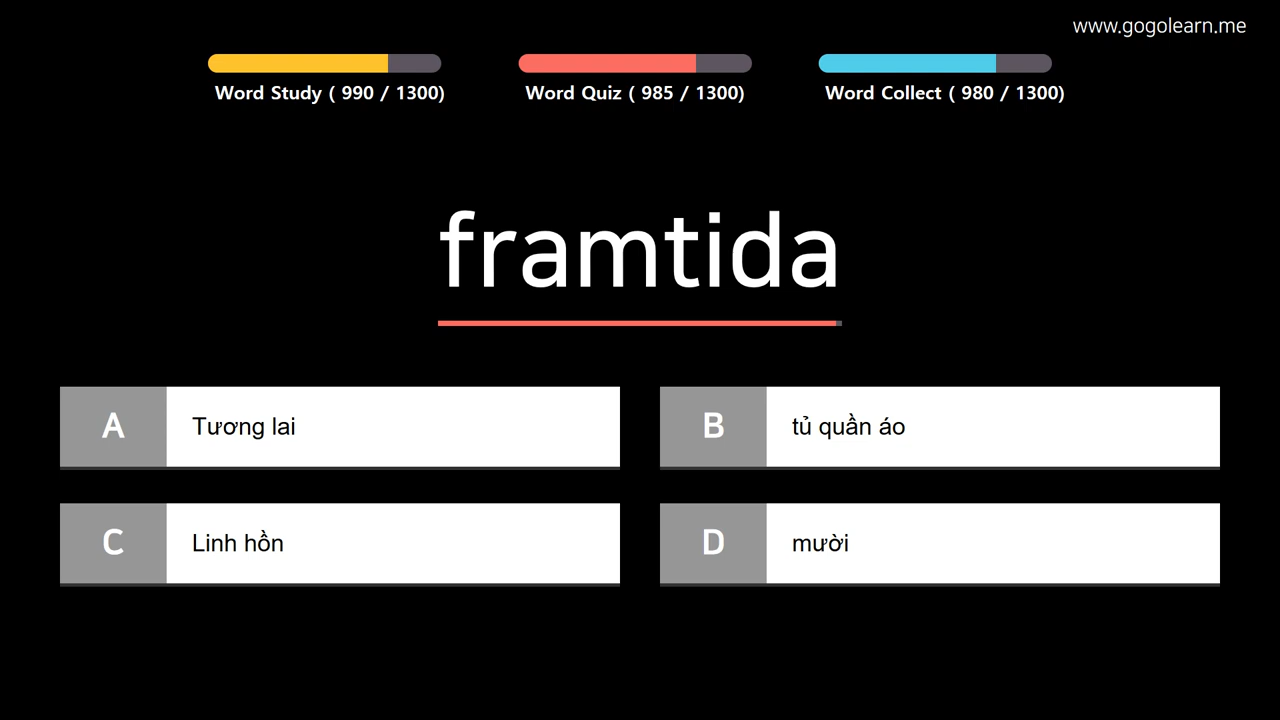 www.gogolearn.me
Word Study ( 990 / 1300)
Word Quiz ( 985 / 1300)
Word Collect ( 980 / 1300)
framtida
A
Tương lai
B
tủ quần áo
C
Linh hồn
D
mười